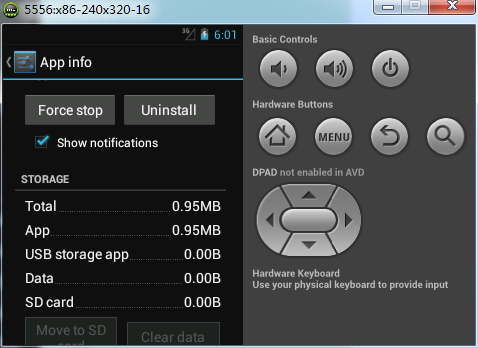 5556:x86-240x320-16
3G 6:01
App info
Force stop Uninstall
Show notifications
STORAGE
Total 0.95MB
App 0.95MB
USB storage app 0.00B
Data 0.00B
SD card 0.00B
Move to SD card
Clear data
Basic Controls
Hardware Buttons
MENU
DPAD not enabled in AVD
Hardware Keyboard
Use your physical keyboard to provide input